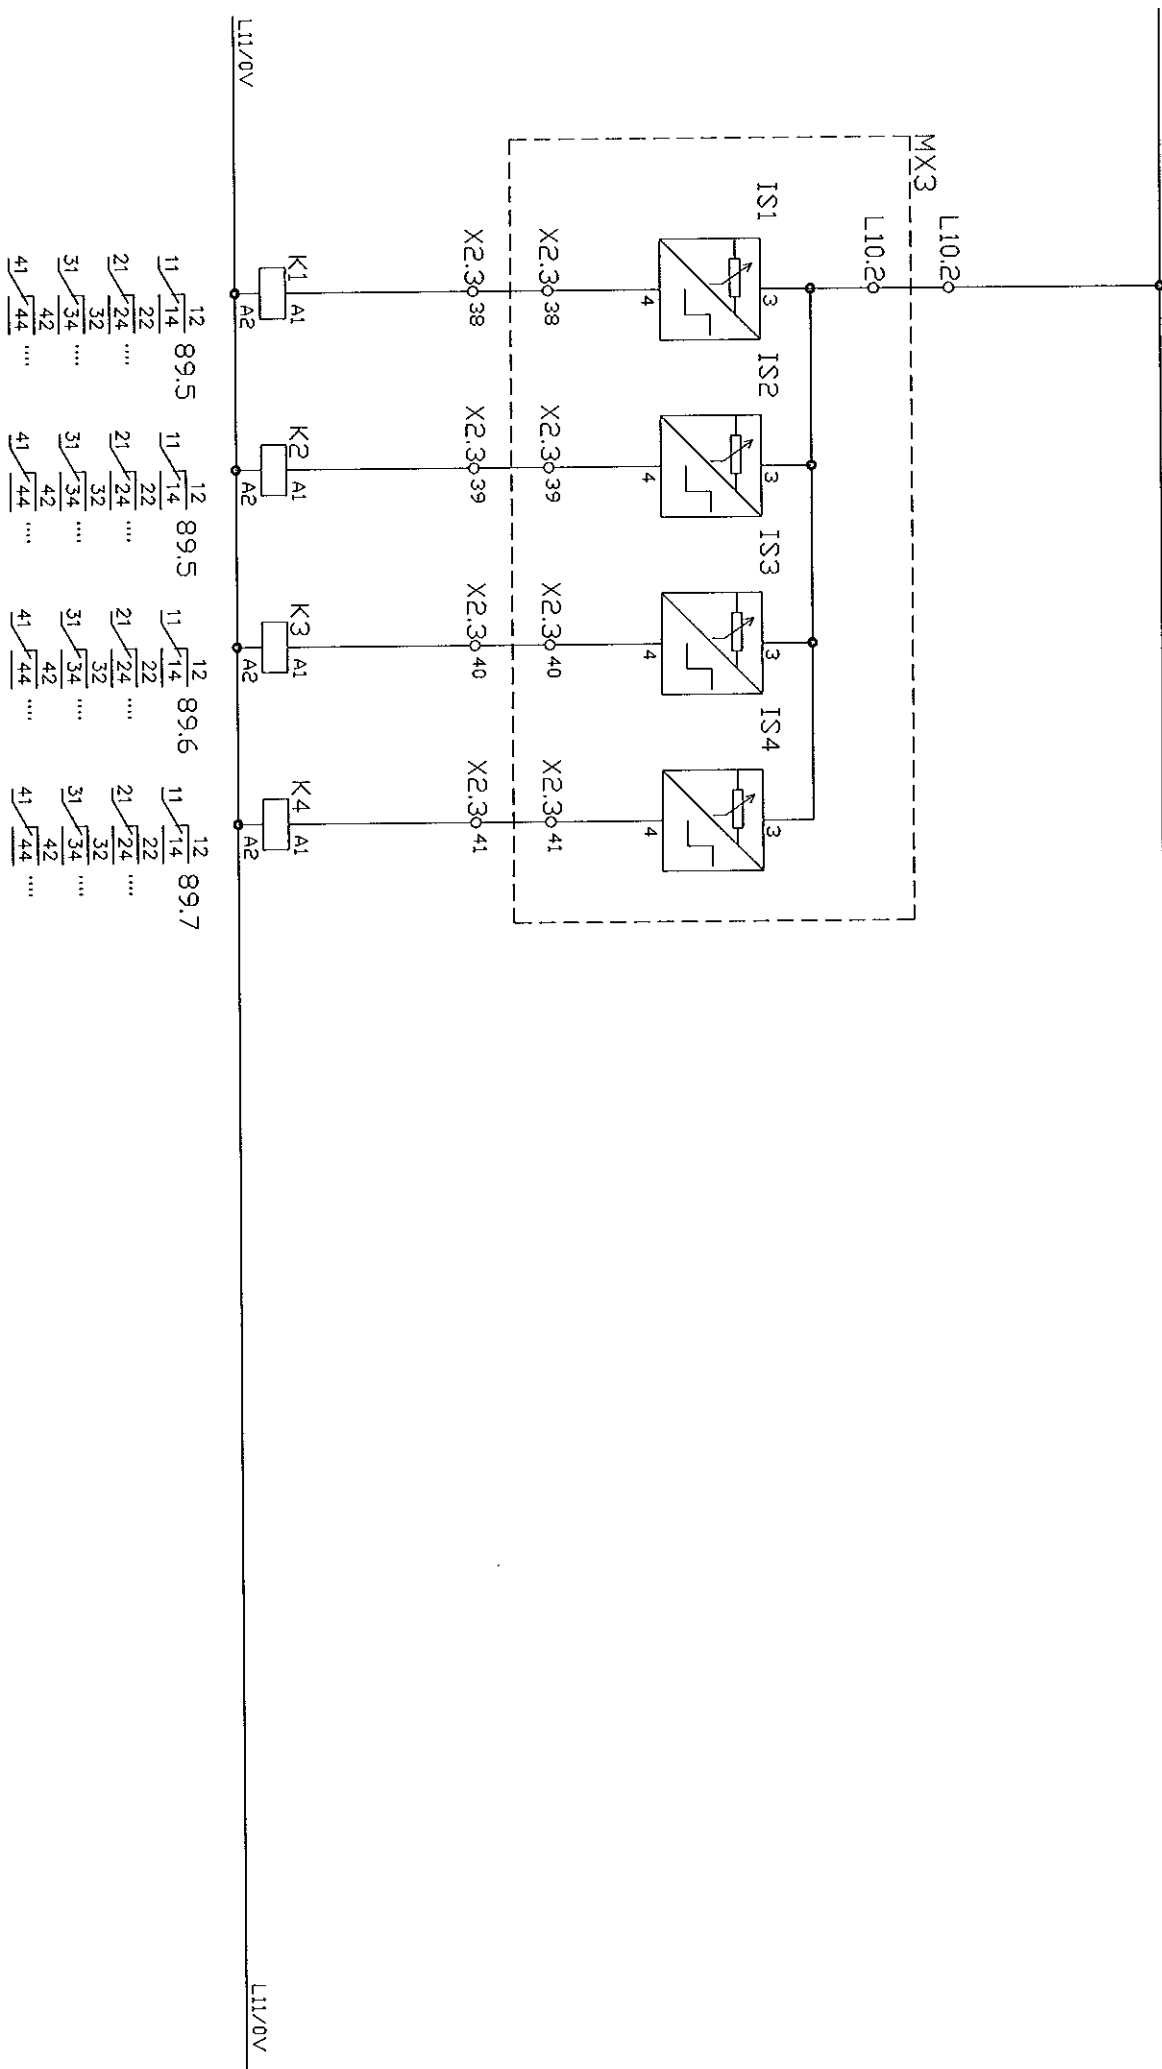 L10.2
L10.2
MX3
IS1 IS2 IS3 IS4
3 3 3 3
4 4 4 4
X2.3 38 X2.3 39 X2.3 40 X2.3 41
X2.3 38 X2.3 39 X2.3 40 X2.3 41
K1 A1 K2 A1 K3 A1 K4 A1
A2 A2 A2 A2
L11/0V L11/0V
12 12 12 12
11 14 89.5 11 14 89.5 11 14 89.6 11 14 89.7
22 22 22 22
21 24 .... 21 24 .... 21 24 .... 21 24 ....
32 32 32 32
31 34 .... 31 34 .... 31 34 .... 31 34 ....
42 42 42 42
41 44 .... 41 44 .... 41 44 .... 41 44 ....